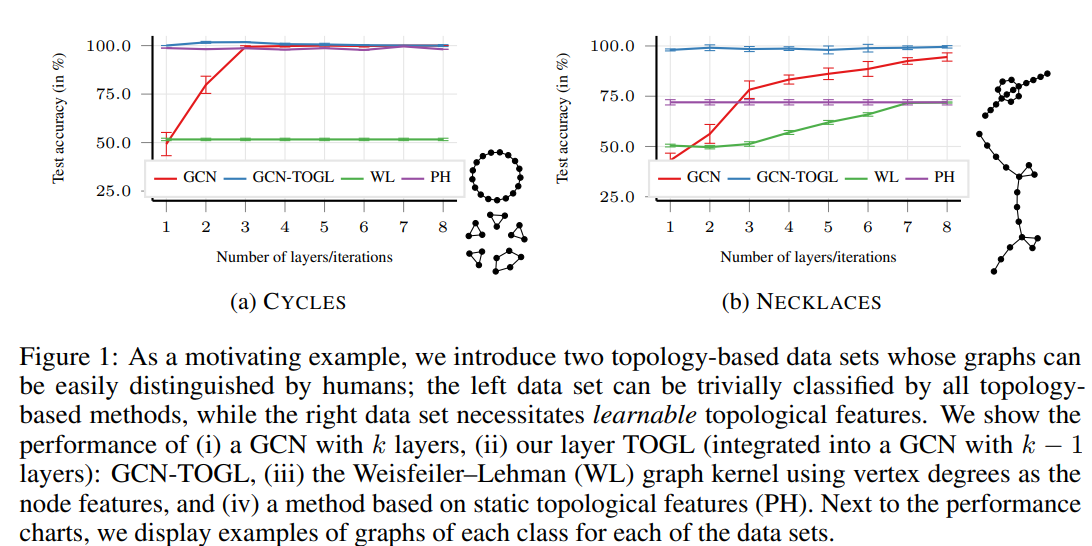 Test accuracy (in %)
100.0
75.0
50.0
25.0
GCN GCN-TOGL WL PH
1 2 3 4 5 6 7 8
Number of layers/iterations
(a) CYCLES
Test accuracy (in %)
100.0
75.0
50.0
25.0
GCN GCN-TOGL WL PH
1 2 3 4 5 6 7 8
Number of layers/iterations
(b) NECKLACES
Figure 1: As a motivating example, we introduce two topology-based data sets whose graphs can
be easily distinguished by humans; the left data set can be trivially classified by all topology-
based methods, while the right data set necessitates learnable topological features. We show the
performance of (i) a GCN with k layers, (ii) our layer TOGL (integrated into a GCN with k − 1
layers): GCN-TOGL, (iii) the Weisfeiler–Lehman (WL) graph kernel using vertex degrees as the
node features, and (iv) a method based on static topological features (PH). Next to the performance
charts, we display examples of graphs of each class for each of the data sets.